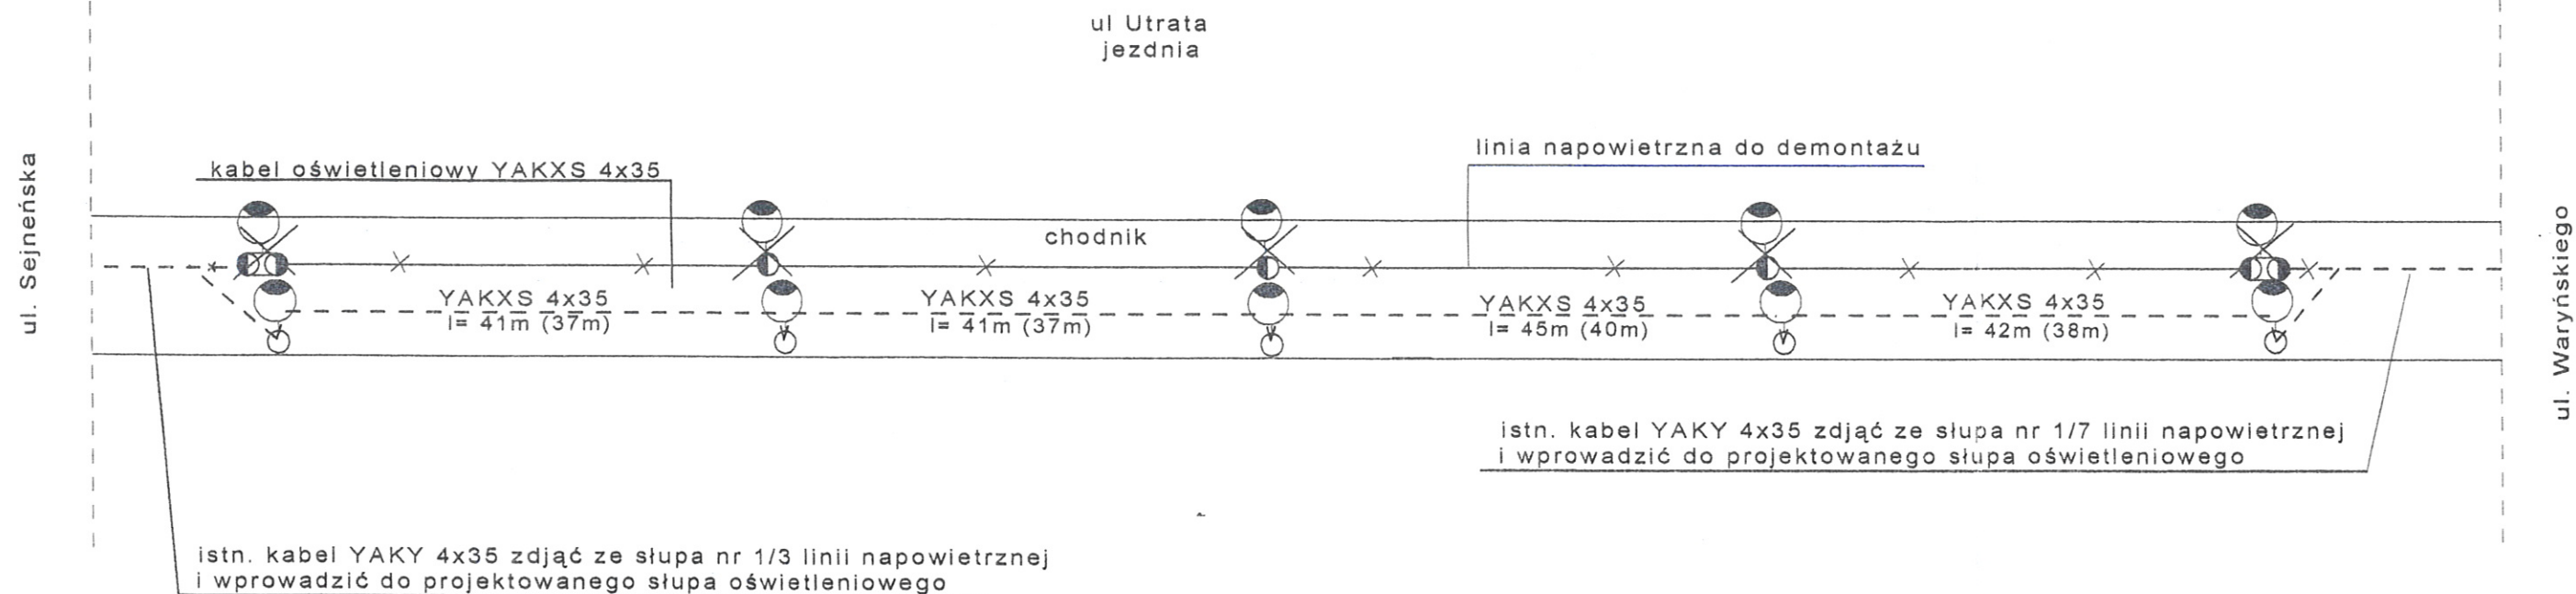 ul Utrata
jezdnia
ul. Sejneńska
kabel oświetleniowy YAKXS 4x35
linia napowietrzna do demontażu
chodnik
YAKXS 4x35
l= 41m (37m)
YAKXS 4x35
l= 41m (37m)
YAKXS 4x35
l= 45m (40m)
YAKXS 4x35
l= 42m (38m)
ul. Waryńskiego
istn. kabel YAKY 4x35 zdjąć ze słupa nr 1/7 linii napowietrznej
i wprowadzić do projektowanego słupa oświetleniowego
istn. kabel YAKY 4x35 zdjąć ze słupa nr 1/3 linii napowietrznej
i wprowadzić do projektowanego słupa oświetleniowego